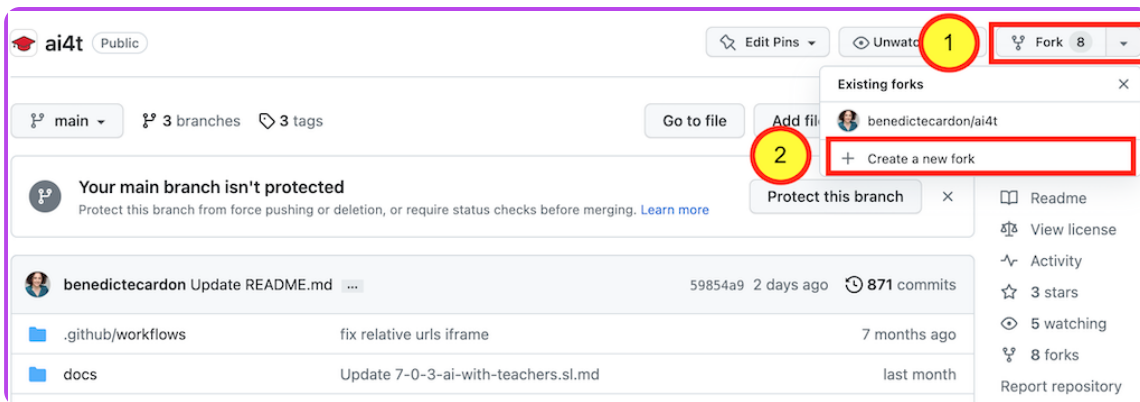 ai4t Public
Edit Pins
Unwatc
1
Fork 8
Existing forks
benedictecardon/ai4t
2
Create a new fork
main
3 branches
3 tags
Go to file
Add fil
Your main branch isn't protected
Protect this branch from force pushing or deletion, or require status checks before merging. Learn more
Protect this branch
benedictecardon Update README.md ...
59854a9 2 days ago 871 commits
.github/workflows fix relative urls iframe 7 months ago
docs Update 7-0-3-ai-with-teachers.sl.md last month
Readme
View license
Activity
3 stars
5 watching
8 forks
Report repository